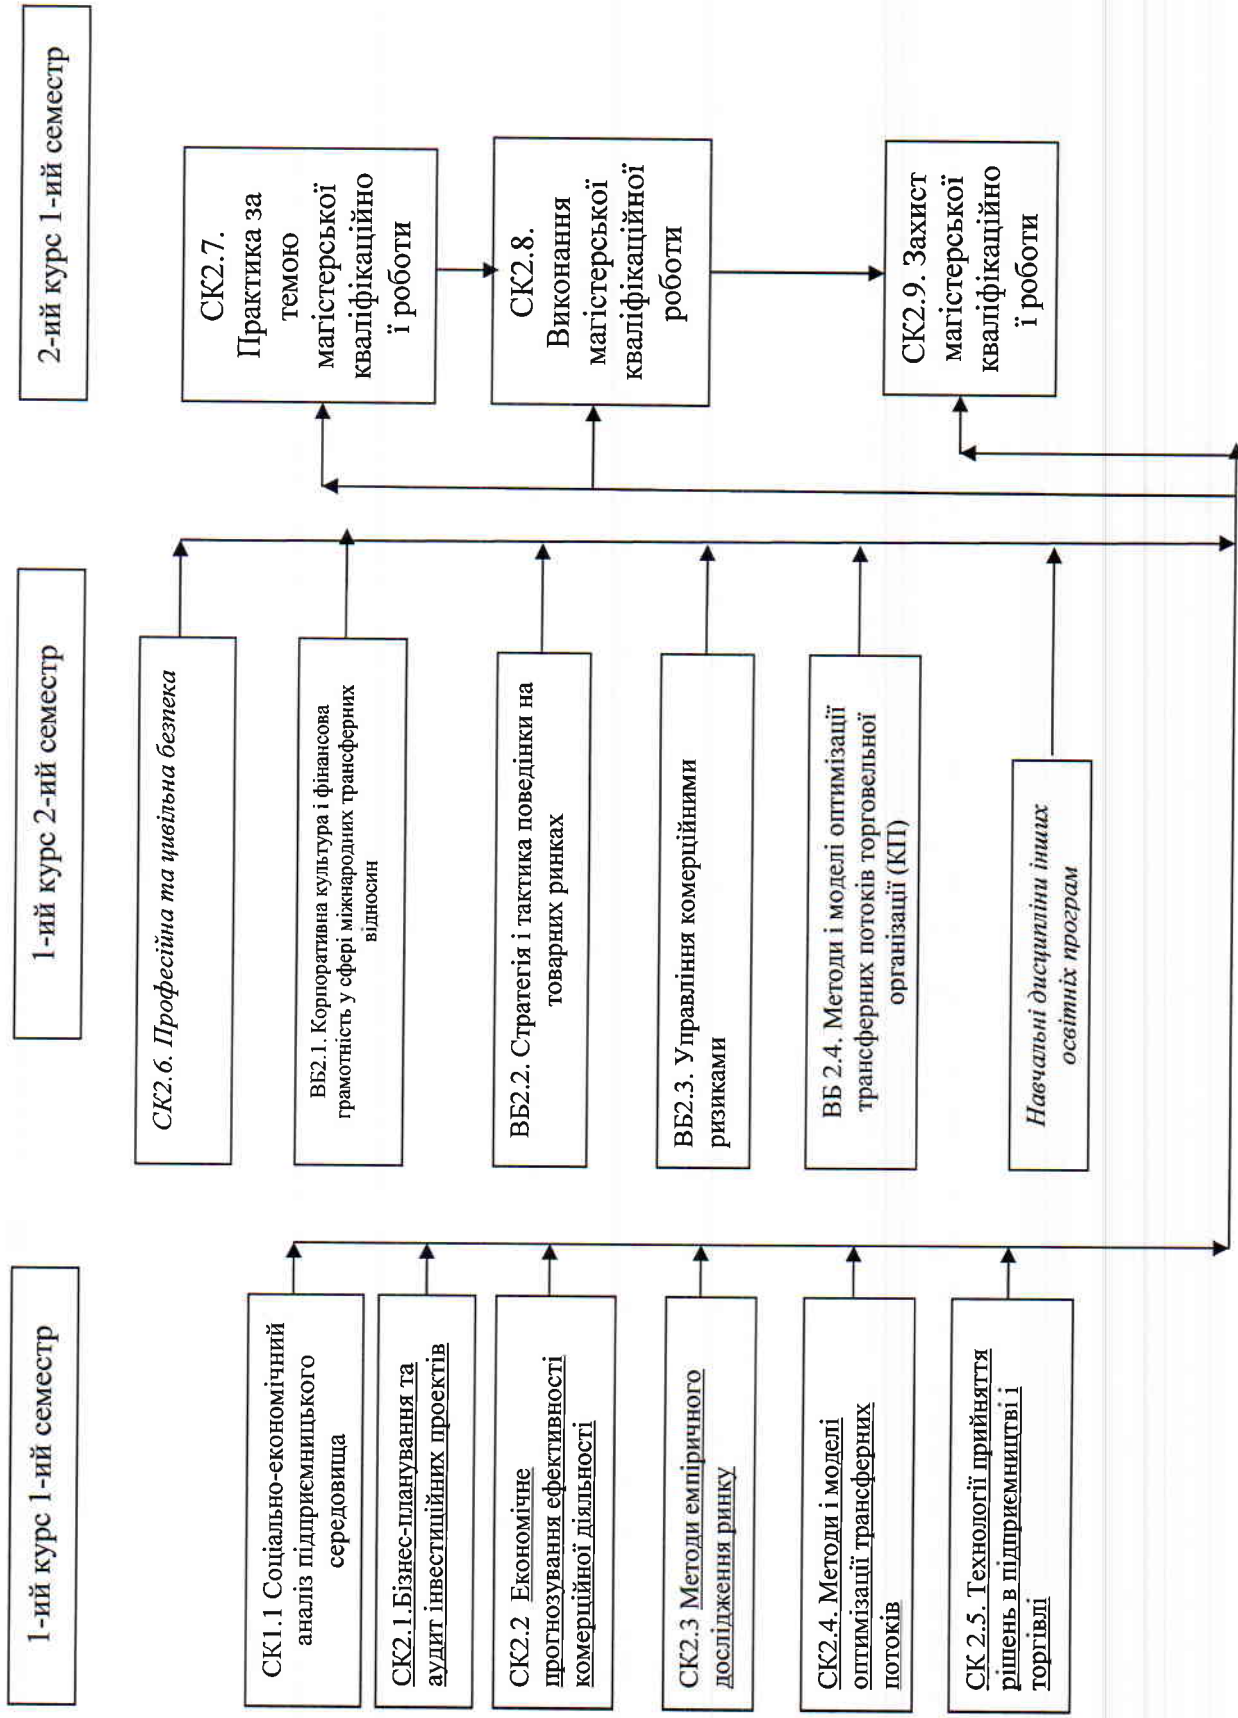 1-ий курс 1-ий семестр
СК1.1 Соціально-економічний
аналіз підприємницького
середовища
СК2.1.Бізнес-планування та
аудит інвестиційних проектів
СК2.2 Економічне
прогнозування ефективності
комерційної діяльності
СК2.3 Методи емпіричного
дослідження ринку
СК2.4. Методи і моделі
оптимізації трансферних
потоків
СК 2.5. Технології прийняття
рішень в підприємництві і
торгівлі
1-ий курс 2-ий семестр
СК2.6. Професійна та цивільна безпека
ВБ2.1. Корпоративна культура і фінансова
грамотність у сфері міжнародних трансферних
відносин
ВБ2.2. Стратегія і тактика поведінки на
товарних ринках
ВБ2.3. Управління комерційними
ризиками
ВБ 2.4. Методи і моделі оптимізації
трансферних потоків торговельної
організації (КП)
Навчальні дисципліни інших
освітніх програм
2-ий курс 1-ий семестр
СК2.7.
Практика за
темою
магістерської
кваліфікаційно
ї роботи
СК2.8.
Виконання
магістерської
кваліфікаційної
роботи
СК2.9. Захист
магістерської
кваліфікаційно
ї роботи